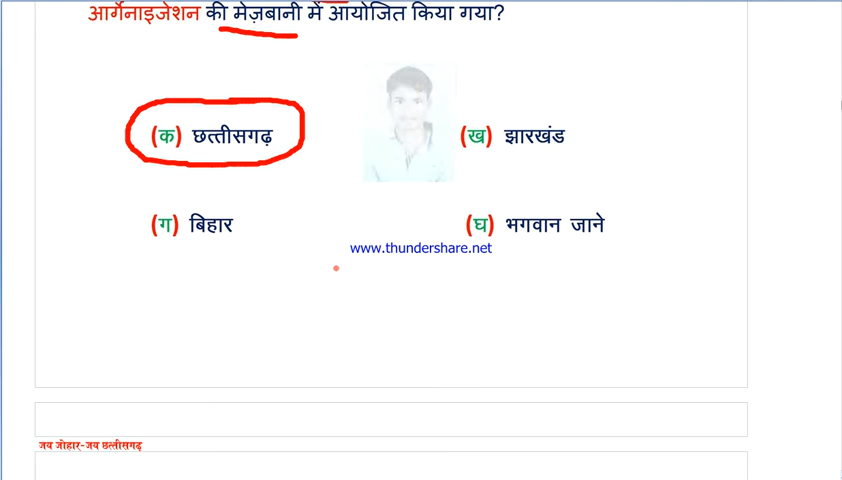 आर्गेनाइजेशन की मेज़बानी में आयोजित किया गया?
(क) छत्तीसगढ़ (ख) झारखंड
(ग) बिहार (घ) भगवान जाने
www.thundershare.net
जय जोहार-जय छत्तीसगढ़